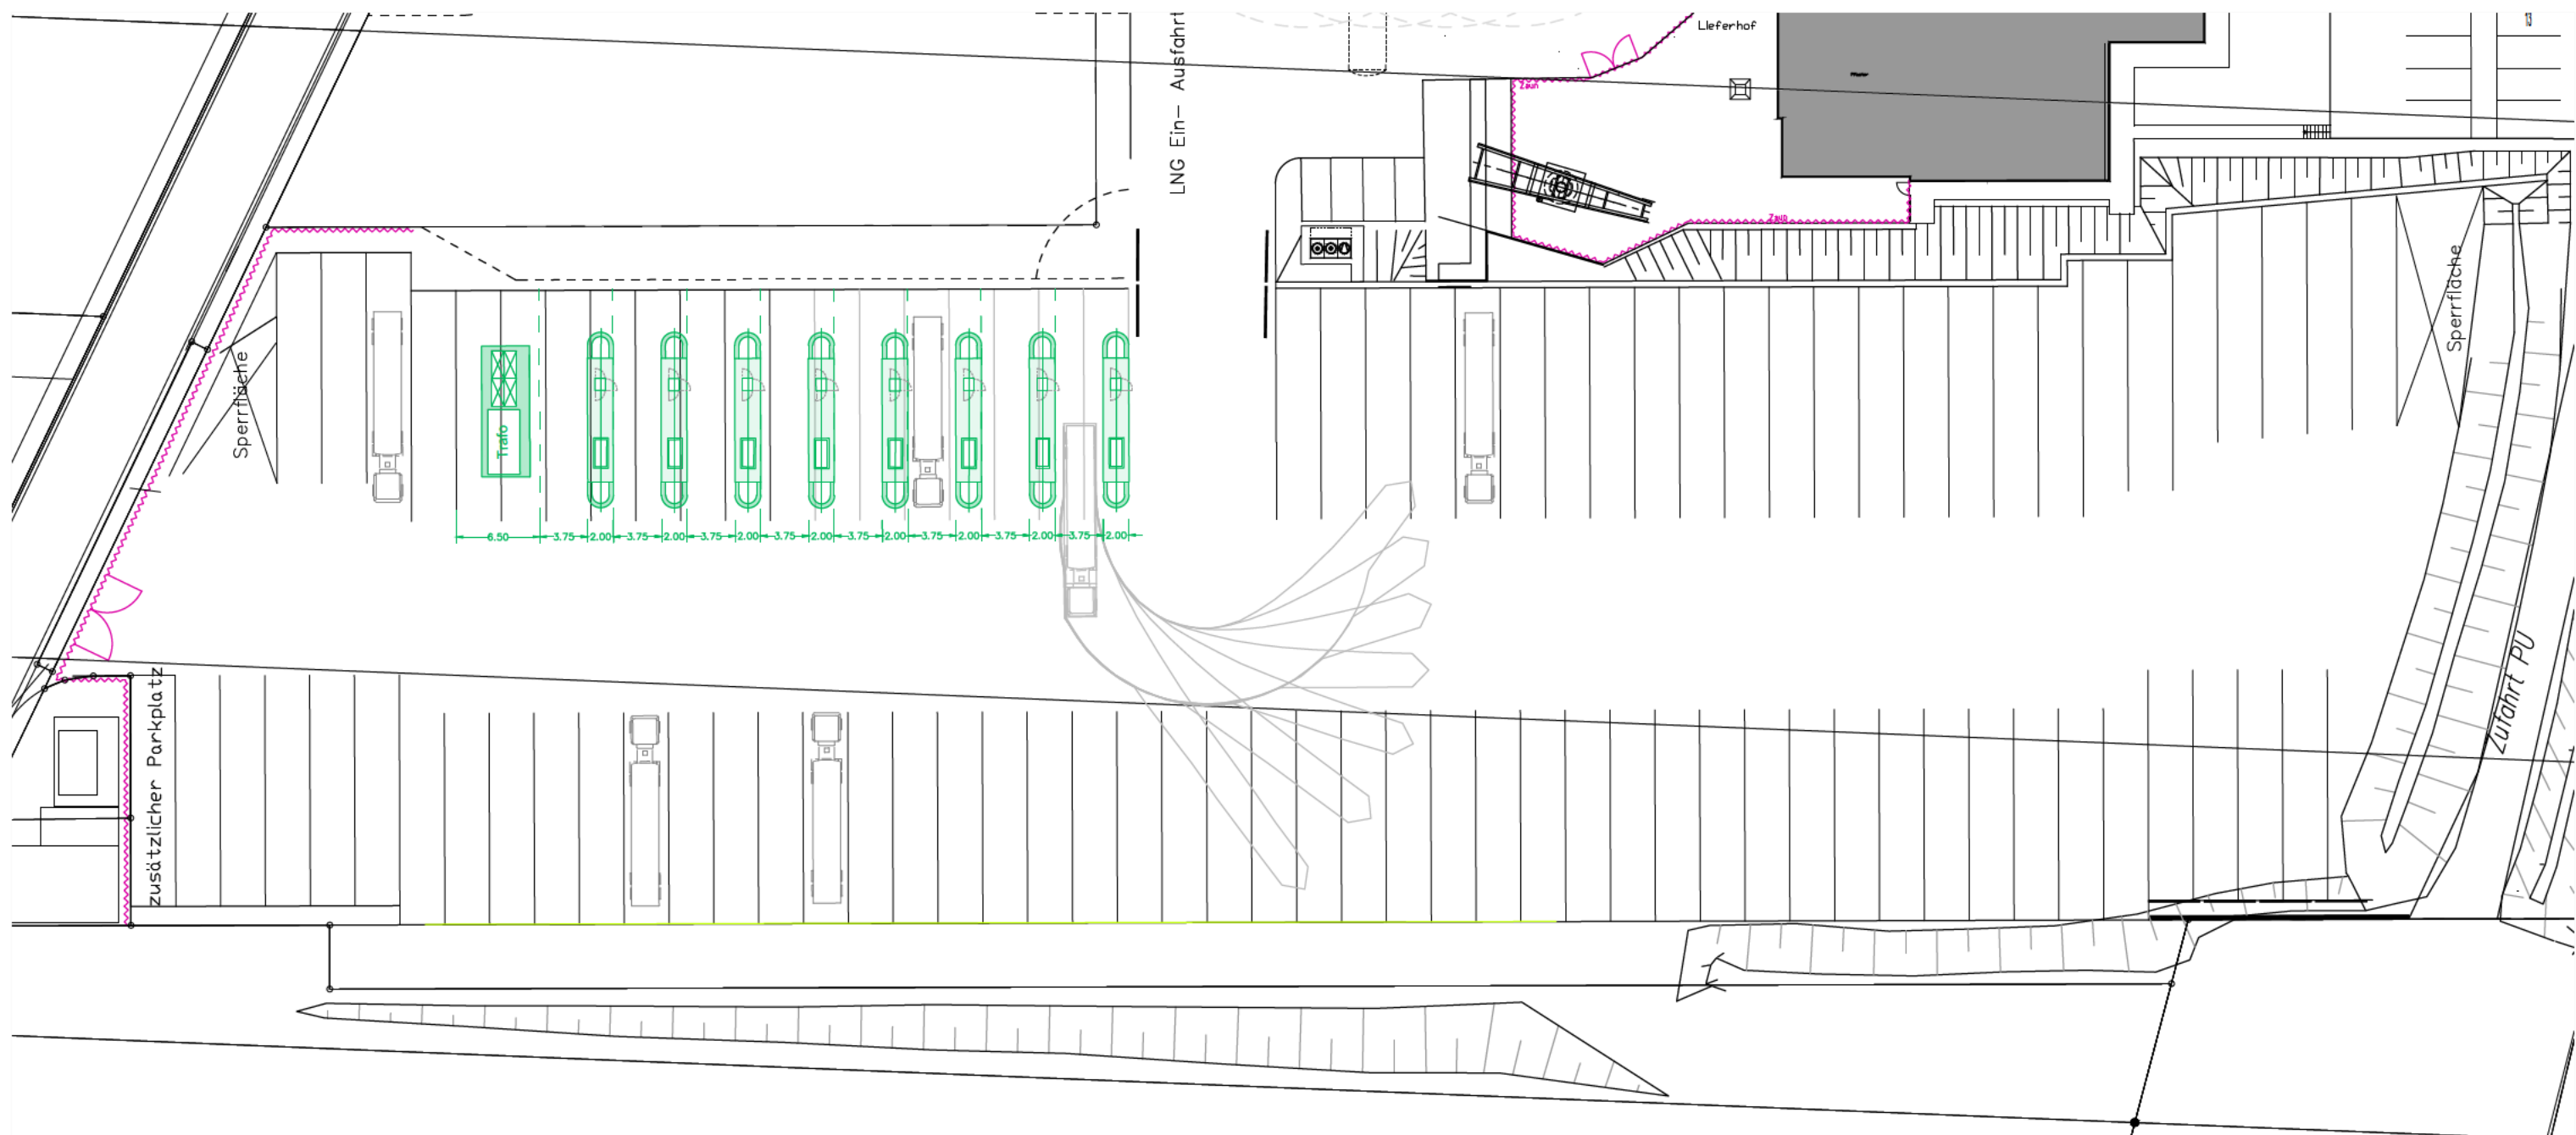 LIeferhof
13
LNG Ein- Ausfahrt
Zaun
Zaun
Sperrfläche
Sperrfläche
Trafo
6.50 3.75 2.00 3.75 2.00 3.75 2.00 3.75 2.00 3.75 2.00 3.75 2.00 3.75 2.00 3.75 2.00
Zufahrt PU
zusätzlicher Parkplatz